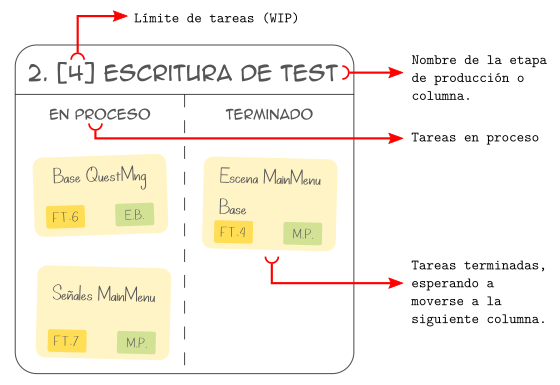 Límite de tareas (WIP)
2. [4] ESCRITURA DE TEST
Nombre de la etapa
de producción o
columna.
EN PROCESO
TERMINADO
Tareas en proceso
Base QuestMng
FT.6
E.B.
Escena MainMenu
Base
FT.4
M.P.
Señales MainMenu
FT.7
M.P.
Tareas terminadas,
esperando a
moverse a la
siguiente columna.